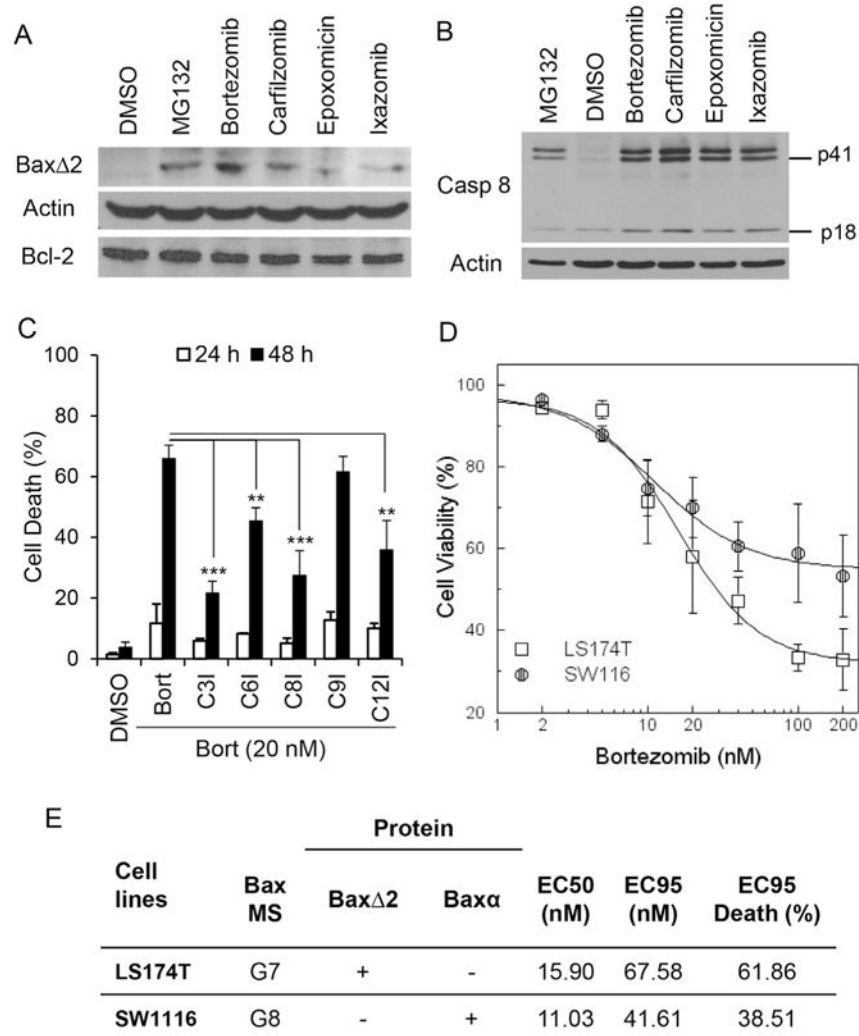 A
DMSO
MG132
Bortezomib
Carfilzomib
Epoxomicin
Ixazomib
BaxΔ2
Actin
Bcl-2
B
MG132
DMSO
Bortezomib
Carfilzomib
Epoxomicin
Ixazomib
Casp 8
p41
p18
Actin
C
100
80
60
40
20
0
Cell Death (%)
24 h 48 h
***
**
***
**
DMSO
Bort
C3I
C6I
C8I
C9I
C12I
Bort (20 nM)
D
100
80
60
40
20
Cell Viability (%)
LS174T
SW116
1 2 10 20 100 200
Bortezomib (nM)
E
Protein
Cell lines Bax MS BaxΔ2 Baxα EC50 (nM) EC95 (nM) EC95 Death (%)
LS174T G7 + - 15.90 67.58 61.86
SW1116 G8 - + 11.03 41.61 38.51